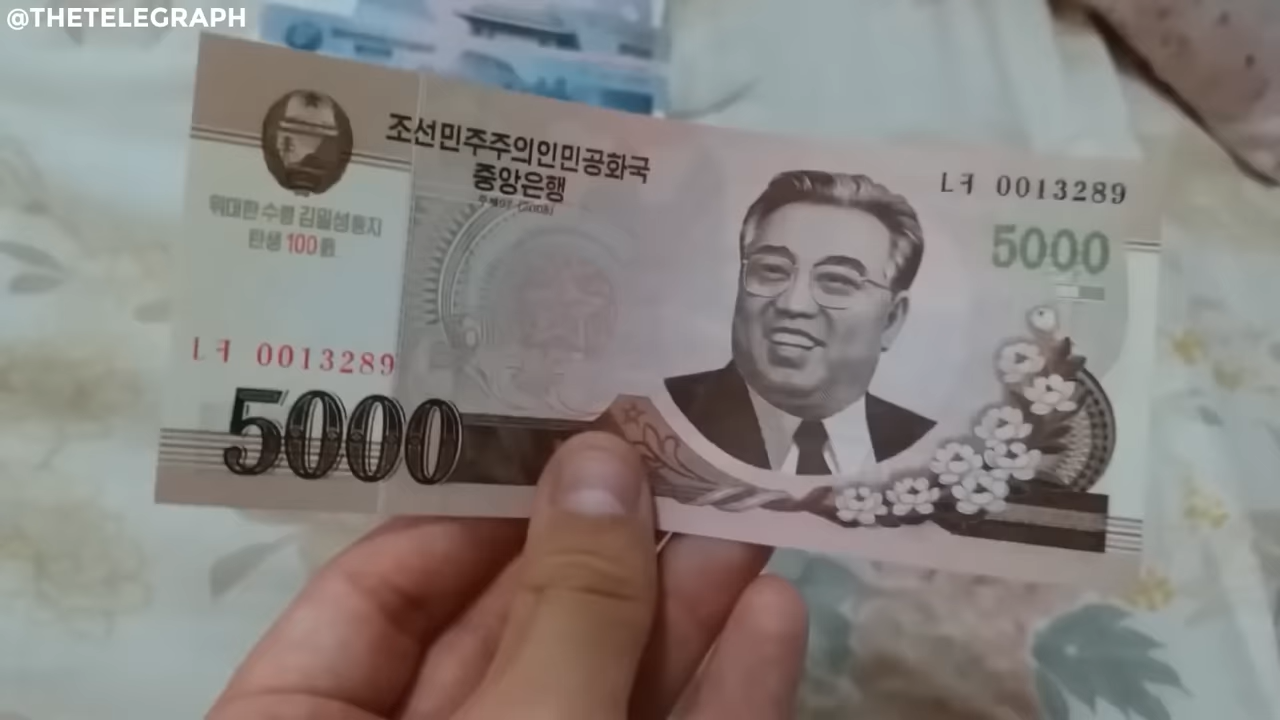 @THETELEGRAPH
조선민주주의인민공화국
중앙은행
ㄴㅋ 0013289
위대한 수령 김일성동지
탄생 100돐
5000
ㄴㅋ 0013289
5000